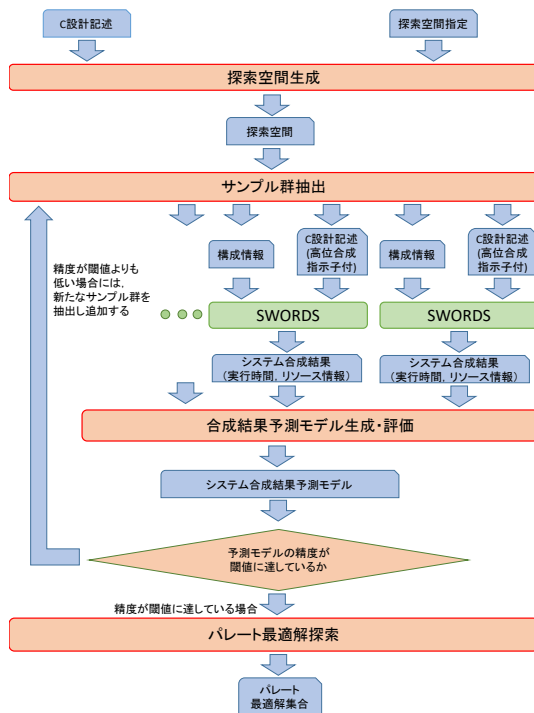 C設計記述
探索空間指定
探索空間生成
探索空間
サンプル群抽出
構成情報
C設計記述
(高位合成
指示子付)
構成情報
C設計記述
(高位合成
指示子付)
精度が閾値よりも
低い場合には,
新たなサンプル群を
抽出し追加する
SWORDS
SWORDS
システム合成結果
(実行時間, リソース情報)
システム合成結果
(実行時間, リソース情報)
合成結果予測モデル生成・評価
システム合成結果予測モデル
予測モデルの精度が
閾値に達しているか
精度が閾値に達している場合
パレート最適解探索
パレート
最適解集合